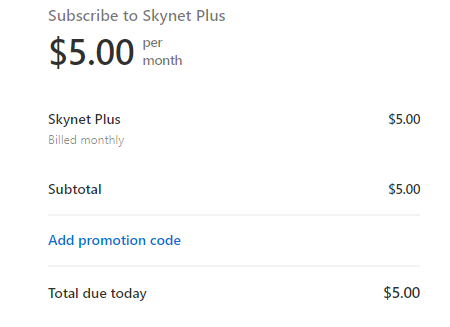 Subscribe to Skynet Plus
$5.00 per month
Skynet Plus $5.00
Billed monthly
Subtotal $5.00
Add promotion code
Total due today $5.00